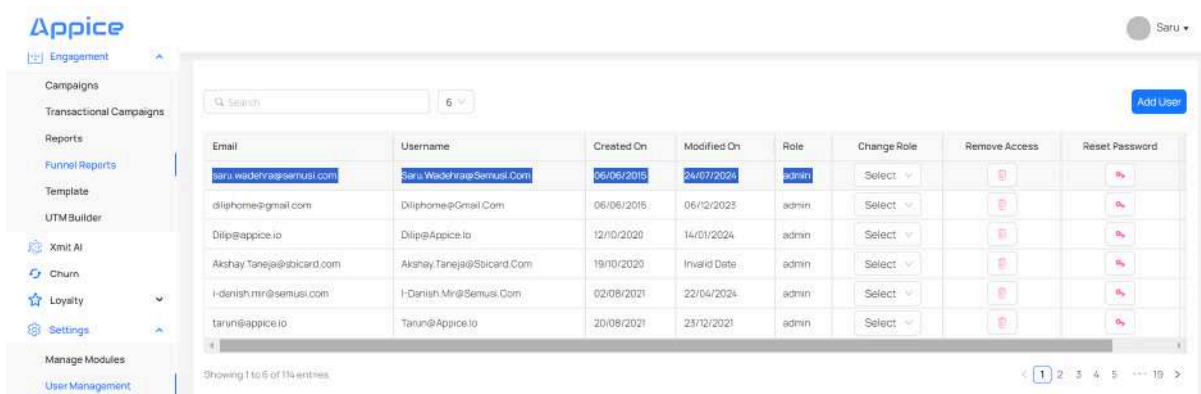 Appice
Saru
Engagement
Campaigns
Transactional Campaigns
Reports
Funnel Reports
Template
UTM Builder
Xmit AI
Churn
Loyalty
Settings
Manage Modules
User Management
Search
6
Add User
Email Username Created On Modified On Role Change Role Remove Access Reset Password
saru.wadehra@semusi.com Saru.Wadehra@Semusi.Com 06/06/2015 24/07/2024 admin Select
diliphome@gmail.com Diliphome@Gmail.Com 06/06/2015 06/12/2023 admin Select
Dilip@appice.io Dilip@Appice.Io 12/10/2020 14/01/2024 admin Select
Akshay.Taneja@sbicard.com Akshay.Taneja@Sbicard.Com 19/10/2020 Invalid Date admin Select
i-danish.mir@semusi.com I-Danish.Mir@Semusi.Com 02/08/2021 22/04/2024 admin Select
tarun@appice.io Tarun@Appice.Io 20/08/2021 23/12/2021 admin Select
Showing 1 to 6 of 114 entries
1 2 3 4 5 ••• 19